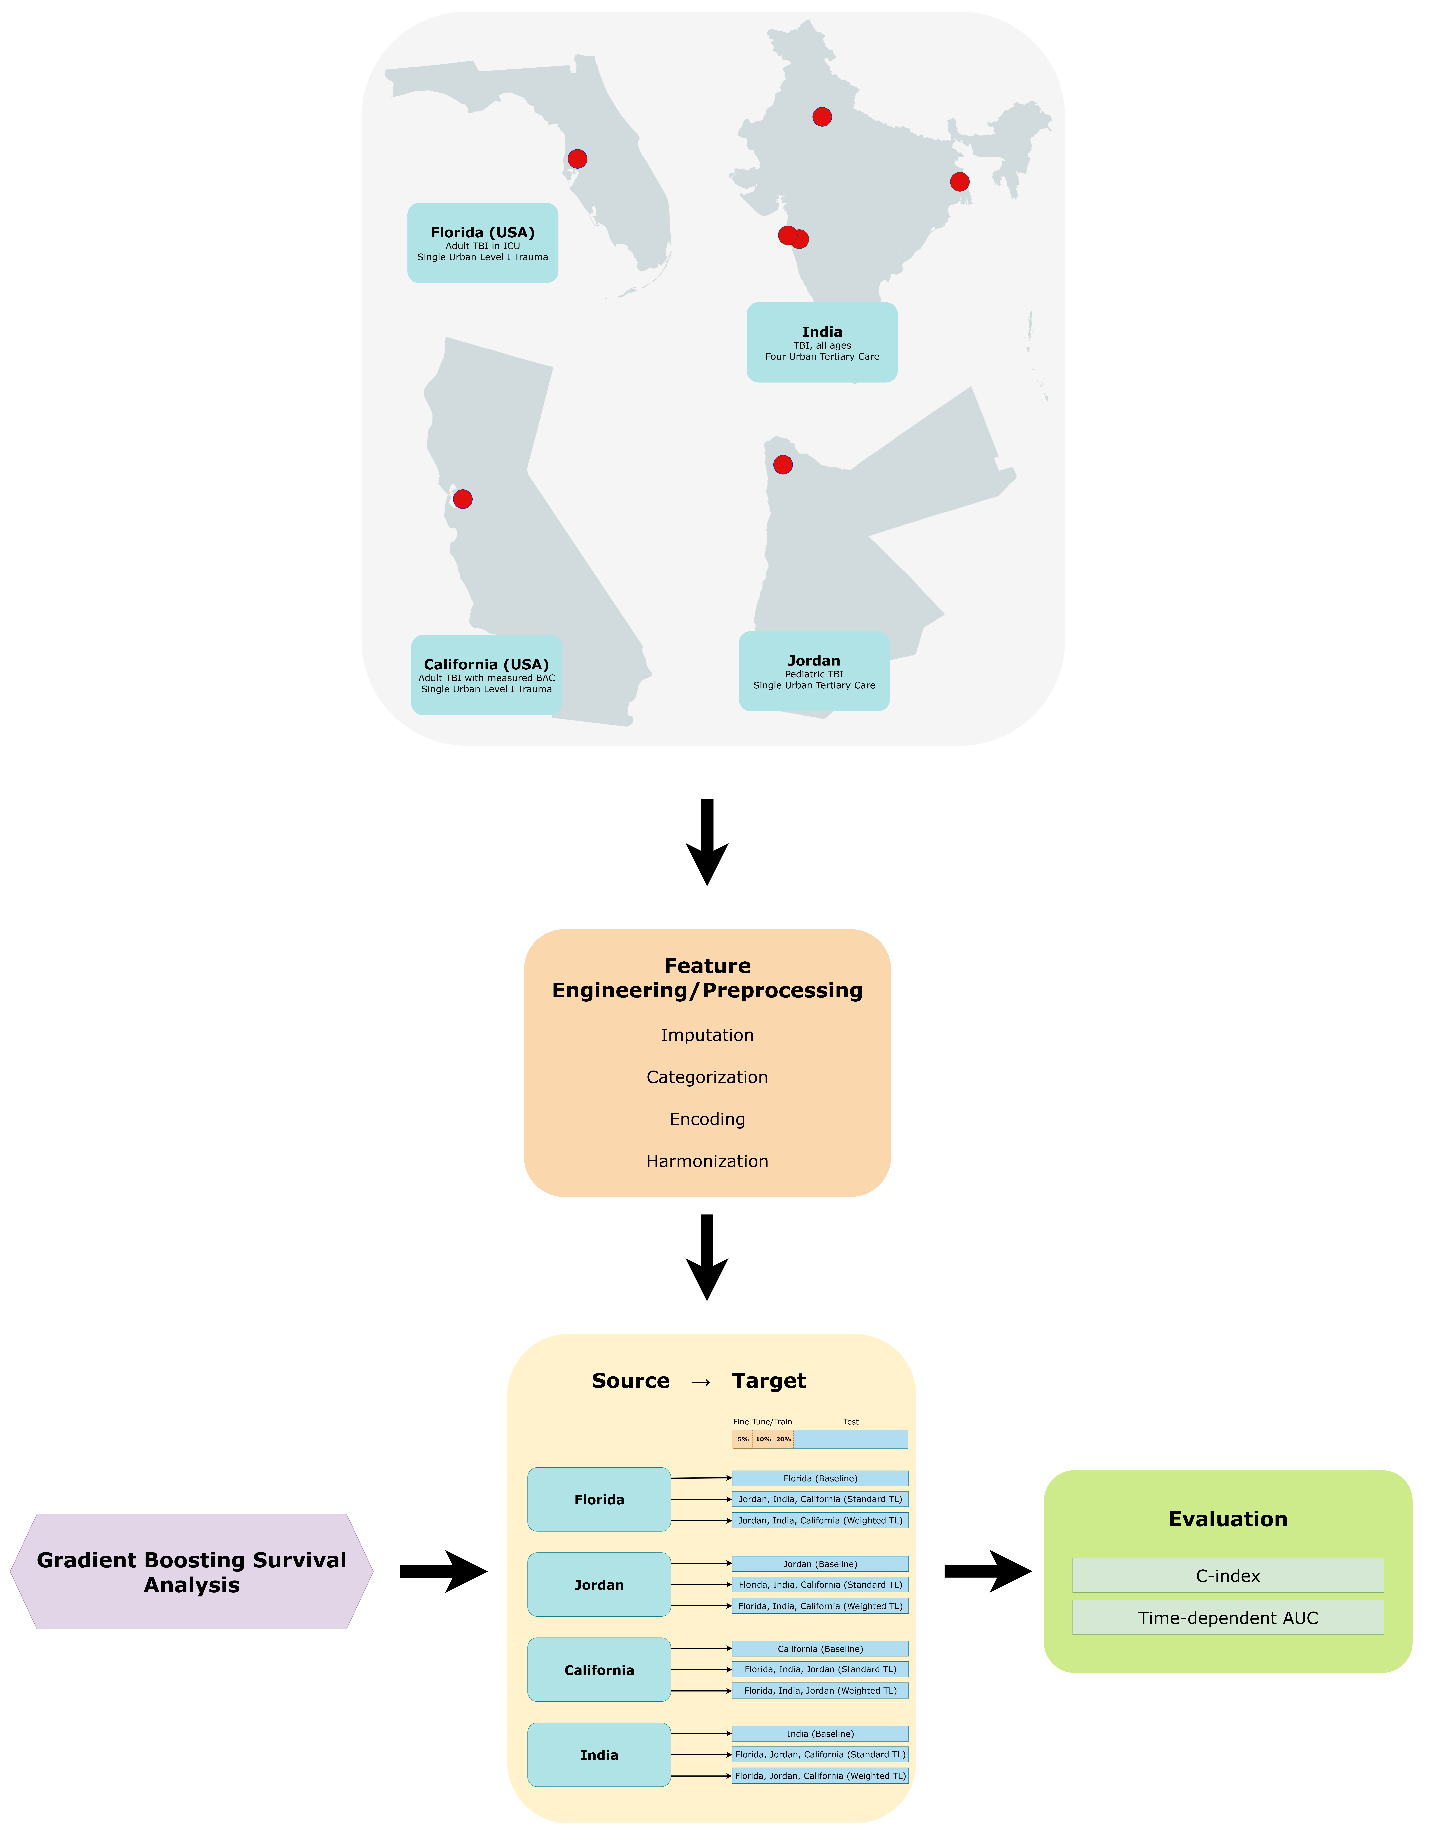 Florida (USA)
Adult TBI in ICU
Single Urban Level I Trauma
India
TBI, all ages
Four Urban Tertiary Care
California (USA)
Adult TBI with measured BAC
Single Urban Level I Trauma
Jordan
Pediatric TBI
Single Urban Tertiary Care
Feature
Engineering/Preprocessing
Imputation
Categorization
Encoding
Harmonization
Source → Target
Fine Tune/Train Test
5% 10% 20%
Florida
Florida (Baseline)
Jordan, India, California (Standard TL)
Jordan, India, California (Weighted TL)
Jordan
Jordan (Baseline)
Florida, India, California (Standard TL)
Florida, India, California (Weighted TL)
California
California (Baseline)
Florida, India, Jordan (Standard TL)
Florida, India, Jordan (Weighted TL)
India
India (Baseline)
Florida, Jordan, California (Standard TL)
Florida, Jordan, California (Weighted TL)
Gradient Boosting Survival
Analysis
Evaluation
C-index
Time-dependent AUC